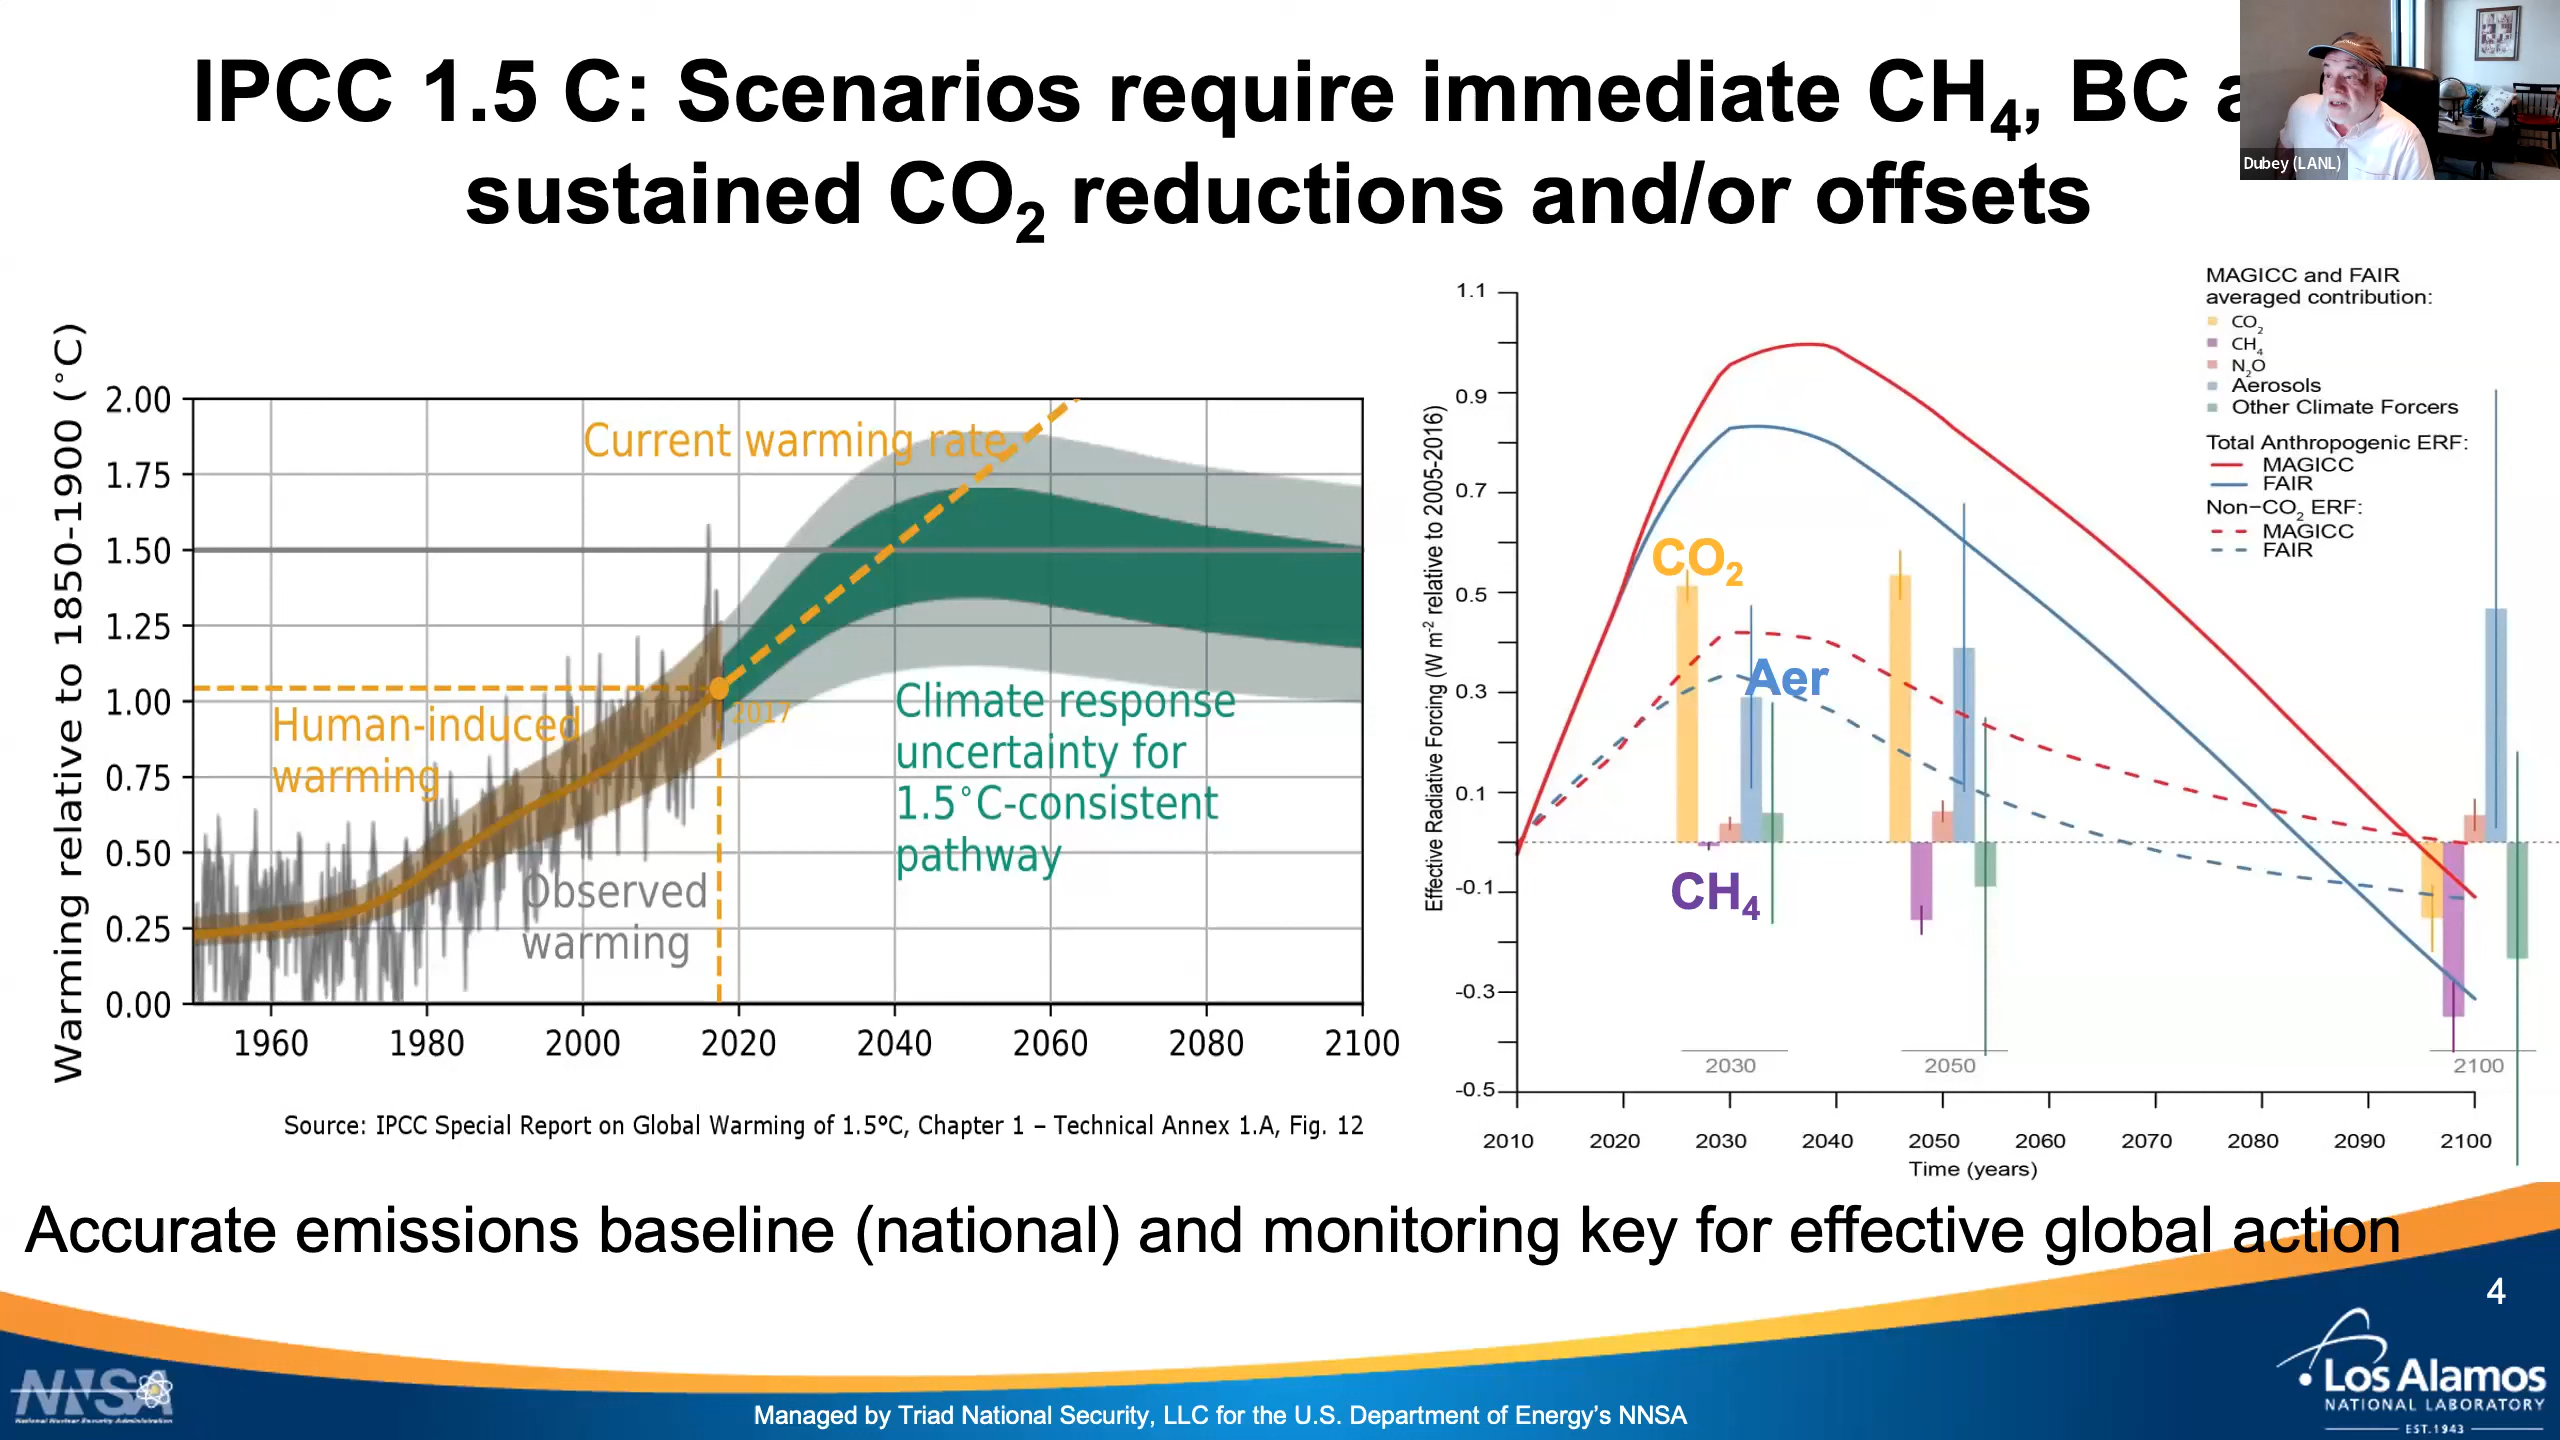 IPCC 1.5 C: Scenarios require immediate CH4, BC
sustained CO2 reductions and/or offsets
Dubey (LANL)
Warming relative to 1850-1900 (°C)
2.00
1.75
1.50
1.25
1.00
0.75
0.50
0.25
0.00
1960 1980 2000 2020 2040 2060 2080 2100
Current warming rate
2017
Human-induced
warming
Observed
warming
Climate response
uncertainty for
1.5°C-consistent
pathway
Source: IPCC Special Report on Global Warming of 1.5°C, Chapter 1 – Technical Annex 1.A, Fig. 12
Effective Radiative Forcing (W m-2 relative to 2005-2016)
1.1
0.9
0.7
0.5
0.3
0.1
-0.1
-0.3
-0.5
MAGICC and FAIR
averaged contribution:
CO2
CH4
N2O
Aerosols
Other Climate Forcers
Total Anthropogenic ERF:
MAGICC
FAIR
Non−CO2 ERF:
MAGICC
FAIR
CO2
Aer
CH4
2030 2050 2100
2010 2020 2030 2040 2050 2060 2070 2080 2090 2100
Time (years)
Accurate emissions baseline (national) and monitoring key for effective global action
4
NNSA
National Nuclear Security Administration
Managed by Triad National Security, LLC for the U.S. Department of Energy’s NNSA
Los Alamos
NATIONAL LABORATORY
EST.1943